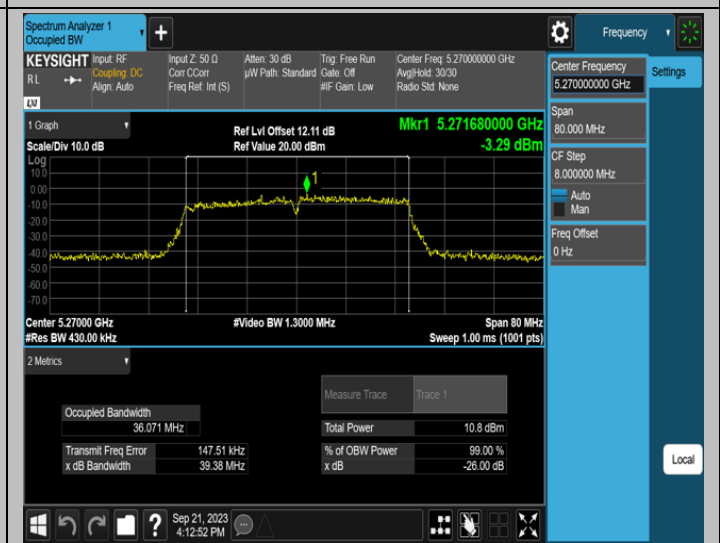 Spectrum Analyzer 1
Occupied BW
+
Frequency
KEYSIGHT
R L
LXI
Input: RF
Coupling: DC
Align: Auto
Input Z: 50 Ω
Corr CCorr
Freq Ref: Int (S)
Atten: 30 dB
µW Path: Standard
Trig: Free Run
Gate: Off
#IF Gain: Low
Center Freq: 5.270000000 GHz
Avg|Hold: 30/30
Radio Std: None
Center Frequency
5.270000000 GHz
Settings
Span
80.000 MHz
CF Step
8.000000 MHz
Auto
Man
Freq Offset
0 Hz
1 Graph
Scale/Div 10.0 dB
Ref Lvl Offset 12.11 dB
Ref Value 20.00 dBm
Mkr1 5.271680000 GHz
-3.29 dBm
Log
10.0
0.00
-10.0
-20.0
-30.0
-40.0
-50.0
-60.0
-70.0
1
Center 5.27000 GHz
#Res BW 430.00 kHz
#Video BW 1.3000 MHz
Span 80 MHz
Sweep 1.00 ms (1001 pts)
2 Metrics
Measure Trace
Trace 1
Occupied Bandwidth
36.071 MHz
Total Power
10.8 dBm
Transmit Freq Error
147.51 kHz
% of OBW Power
99.00 %
x dB Bandwidth
39.38 MHz
x dB
-26.00 dB
Local
?
Sep 21, 2023
4:12:52 PM